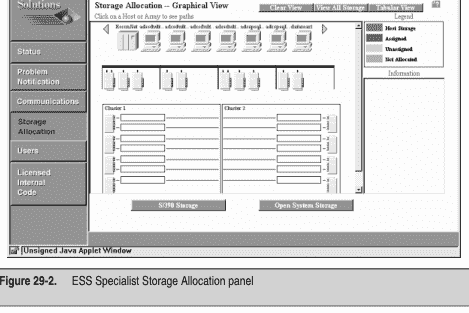 Solutions
Storage Allocation -- Graphical View
Clear View
View All Storage
Tabular View
Click on a Host or Array to see paths
Legend
Host Storage
Assigned
Unassigned
Not Allocated
Information
Status
Problem
Notification
Communications
Storage
Allocation
Users
Licensed
Internal
Code
Cluster 1
Cluster 2
S/390 Storage
Open System Storage
Unsigned Java Applet Window
Figure 29-2. ESS Specialist Storage Allocation panel